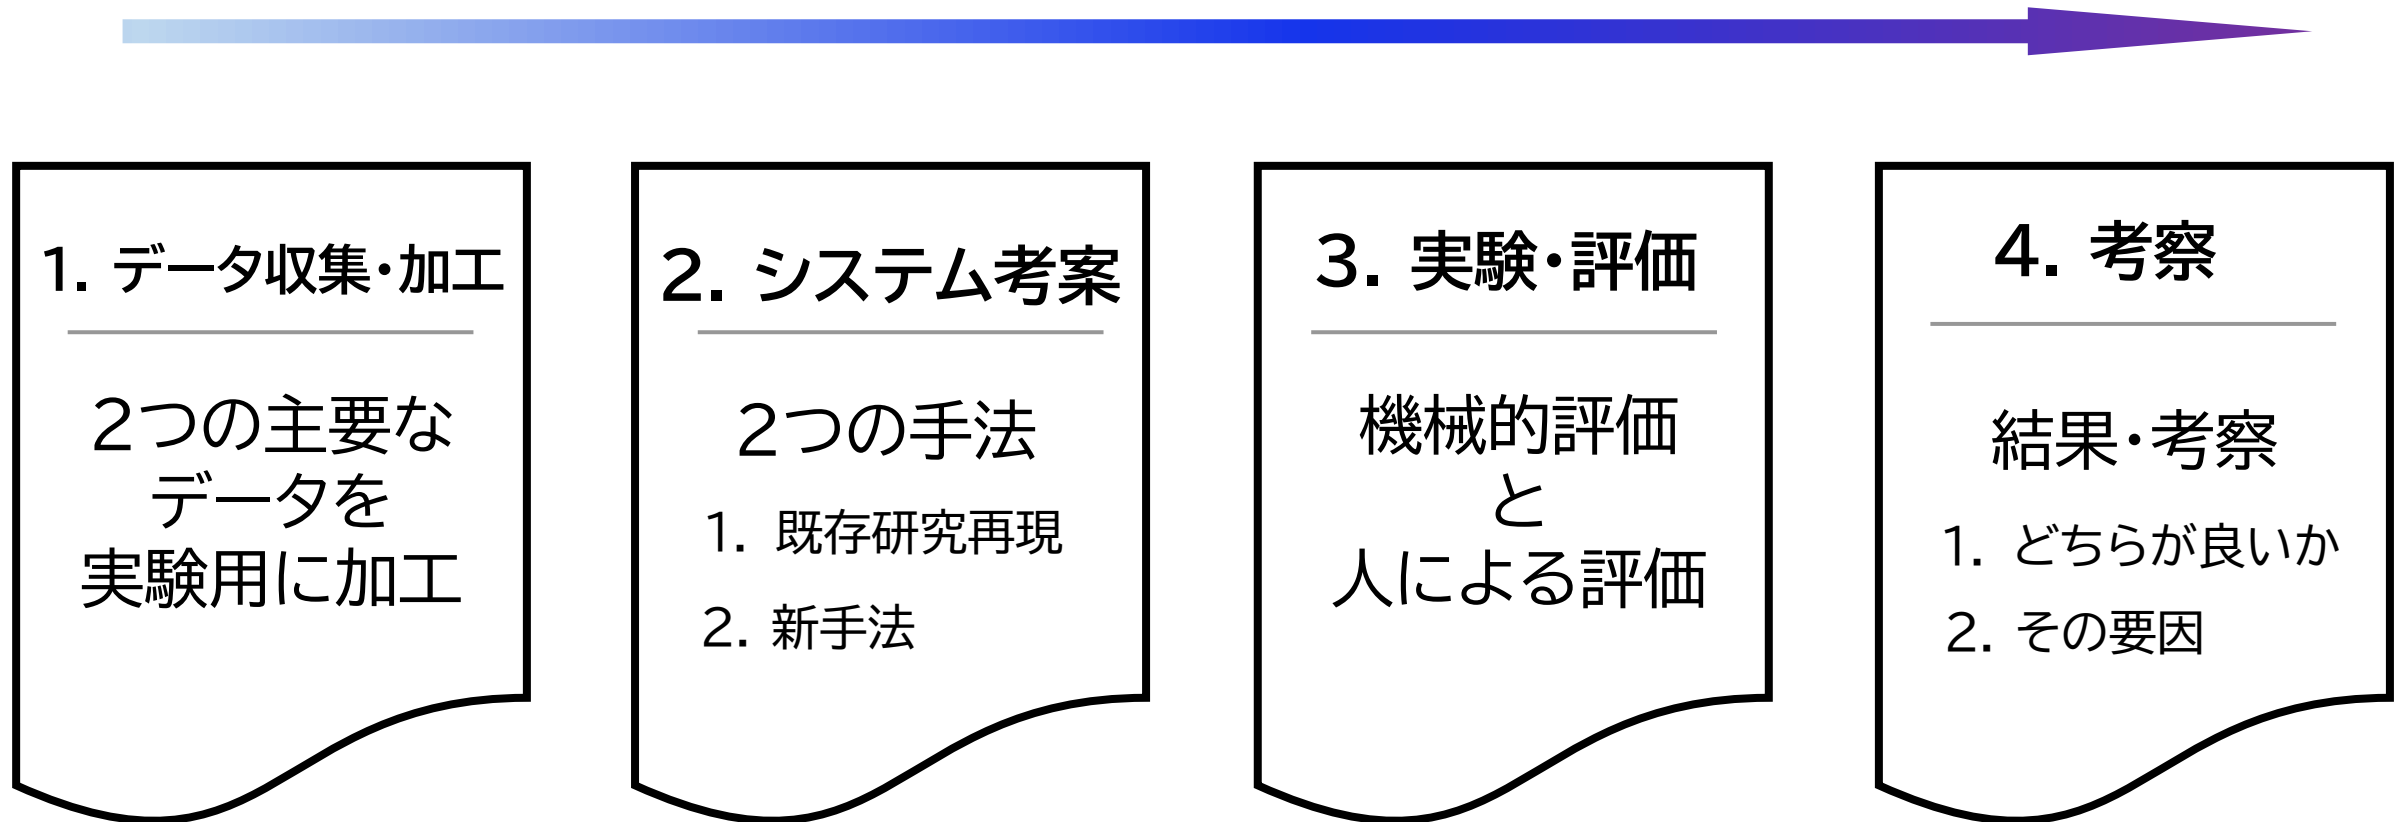 1. データ収集・加工
2つの主要な
データを
実験用に加工
2. システム考案
2つの手法
1. 既存研究再現
2. 新手法
3. 実験・評価
機械的評価
と
人による評価
4. 考察
結果・考察
1. どちらが良いか
2. その要因